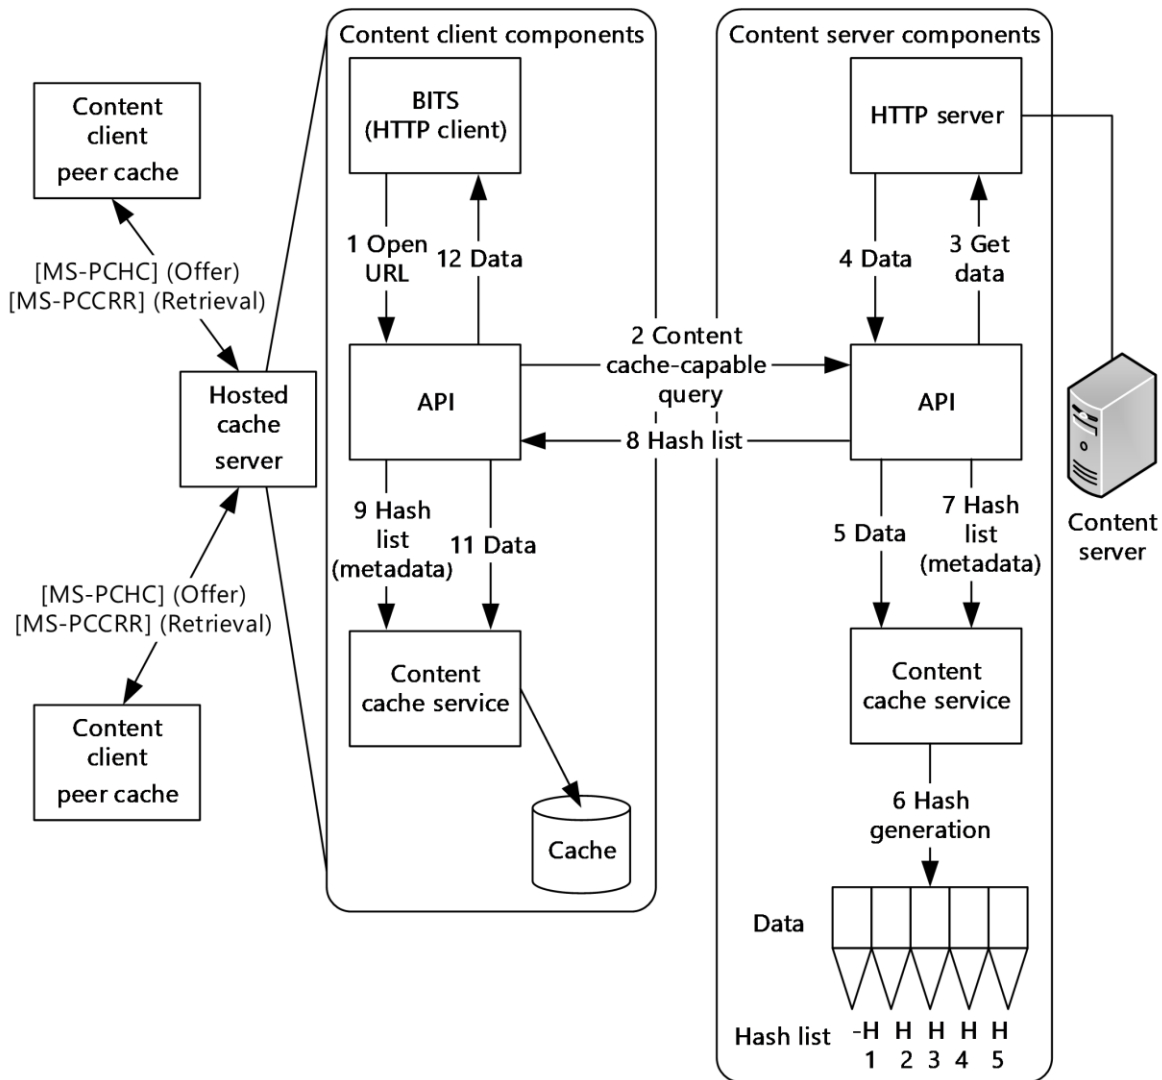 Content client components
Content server components
Content
client
peer cache
BITS
(HTTP client)
HTTP server
[MS-PCHC] (Offer)
[MS-PCCRR] (Retrieval)
1 Open
URL
12 Data
4 Data
3 Get
data
2 Content
cache-capable
query
Hosted
cache
server
API
API
8 Hash list
Content
server
9 Hash
list
(metadata)
11 Data
5 Data
7 Hash
list
(metadata)
[MS-PCHC] (Offer)
[MS-PCCRR] (Retrieval)
Content
cache service
Content
cache service
Content
client
peer cache
6 Hash
generation
Cache
Data
Hash list -H H H H H
1 2 3 4 5